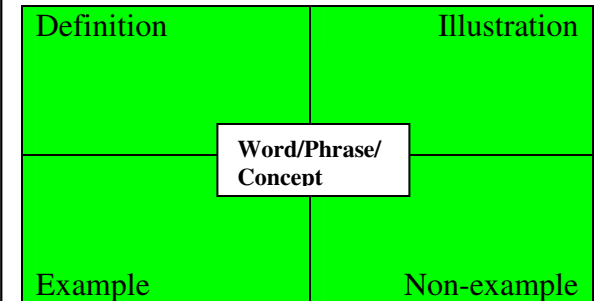 Definition
Illustration
Word/Phrase/
Concept
Example
Non-example